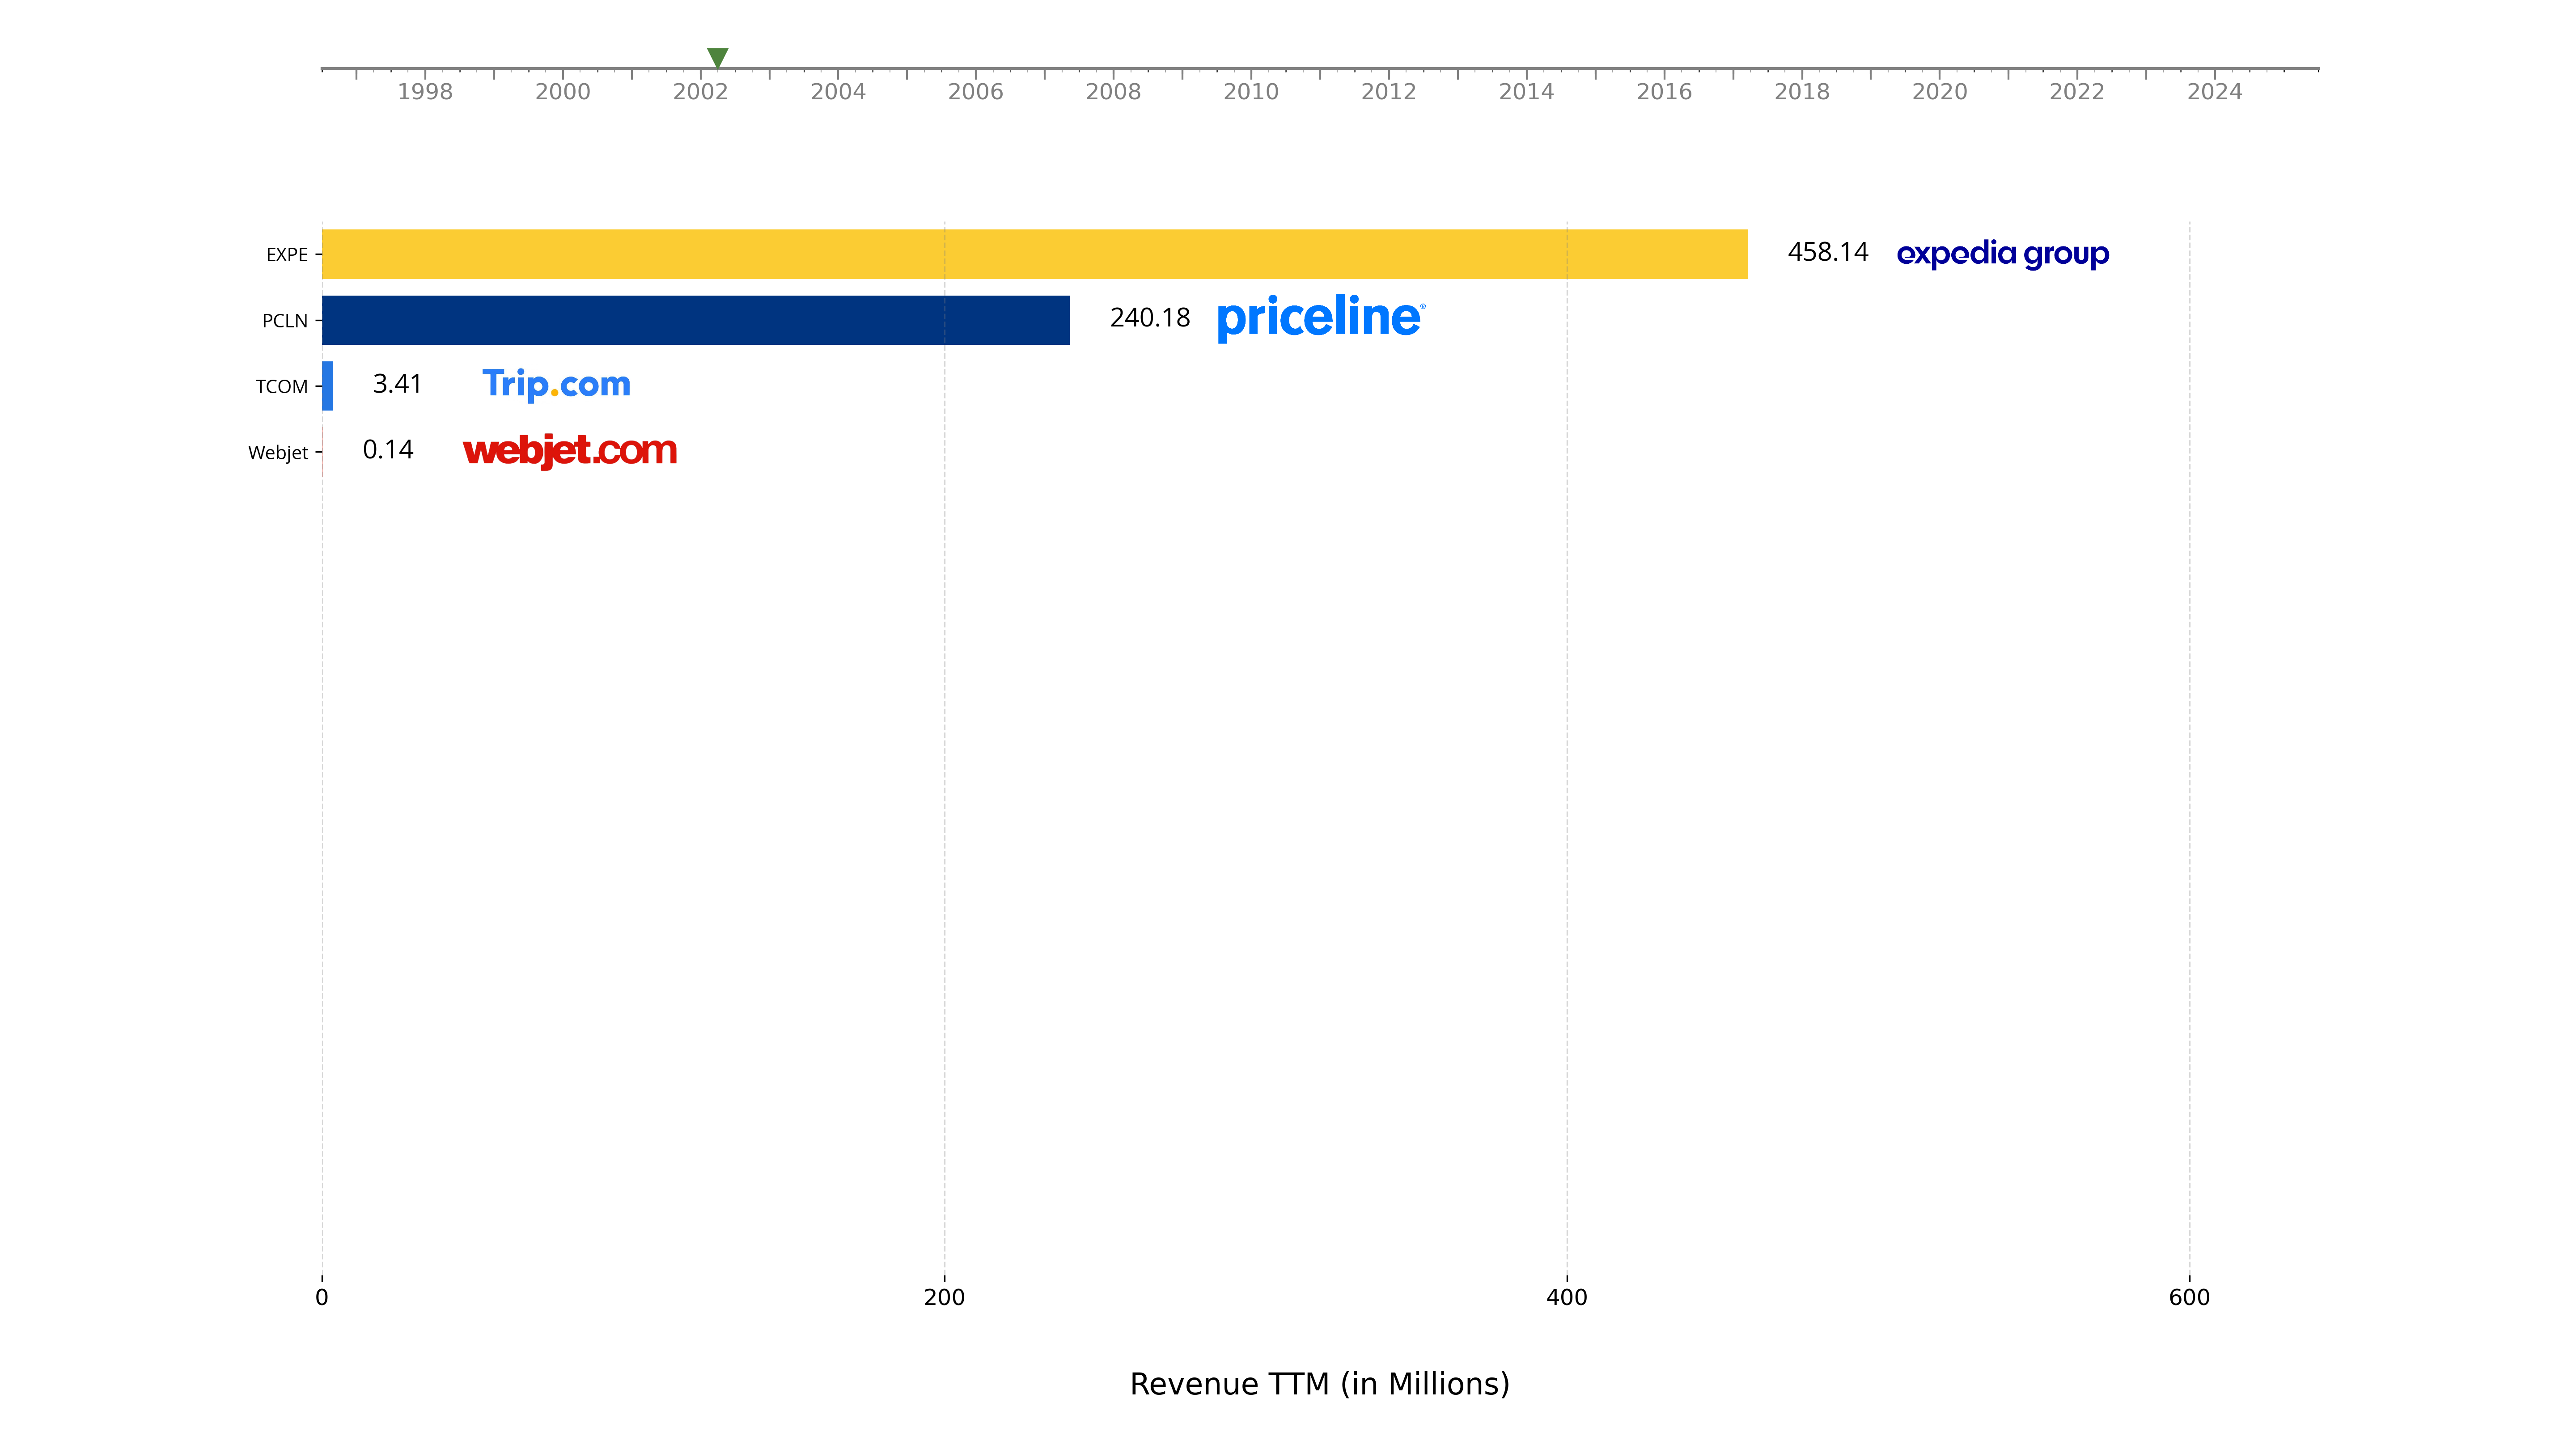 1998 2000 2002 2004 2006 2008 2010 2012 2014 2016 2018 2020 2022 2024
EXPE 458.14 expedia group
PCLN 240.18 priceline®
TCOM 3.41 Trip.com
Webjet 0.14 webjet.com
0 200 400 600
Revenue TTM (in Millions)